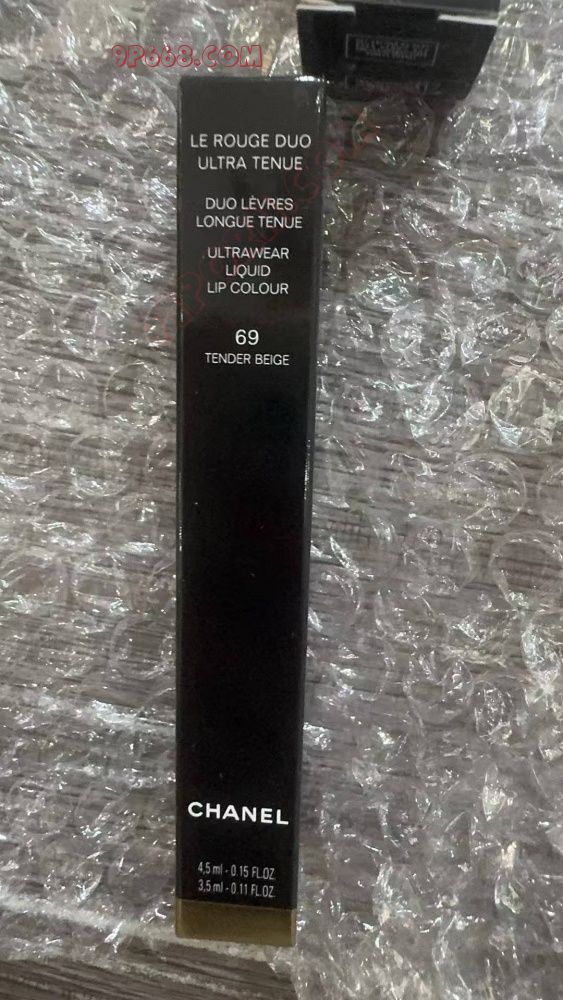 9P668.COM
LE ROUGE DUO
ULTRA TENUE
DUO LÈVRES
LONGUE TENUE
ULTRAWEAR
LIQUID
LIP COLOUR
69
TENDER BEIGE
CHANEL
4,5 ml - 0.15 FL.OZ.
3,5 ml - 0.11 FL.OZ.